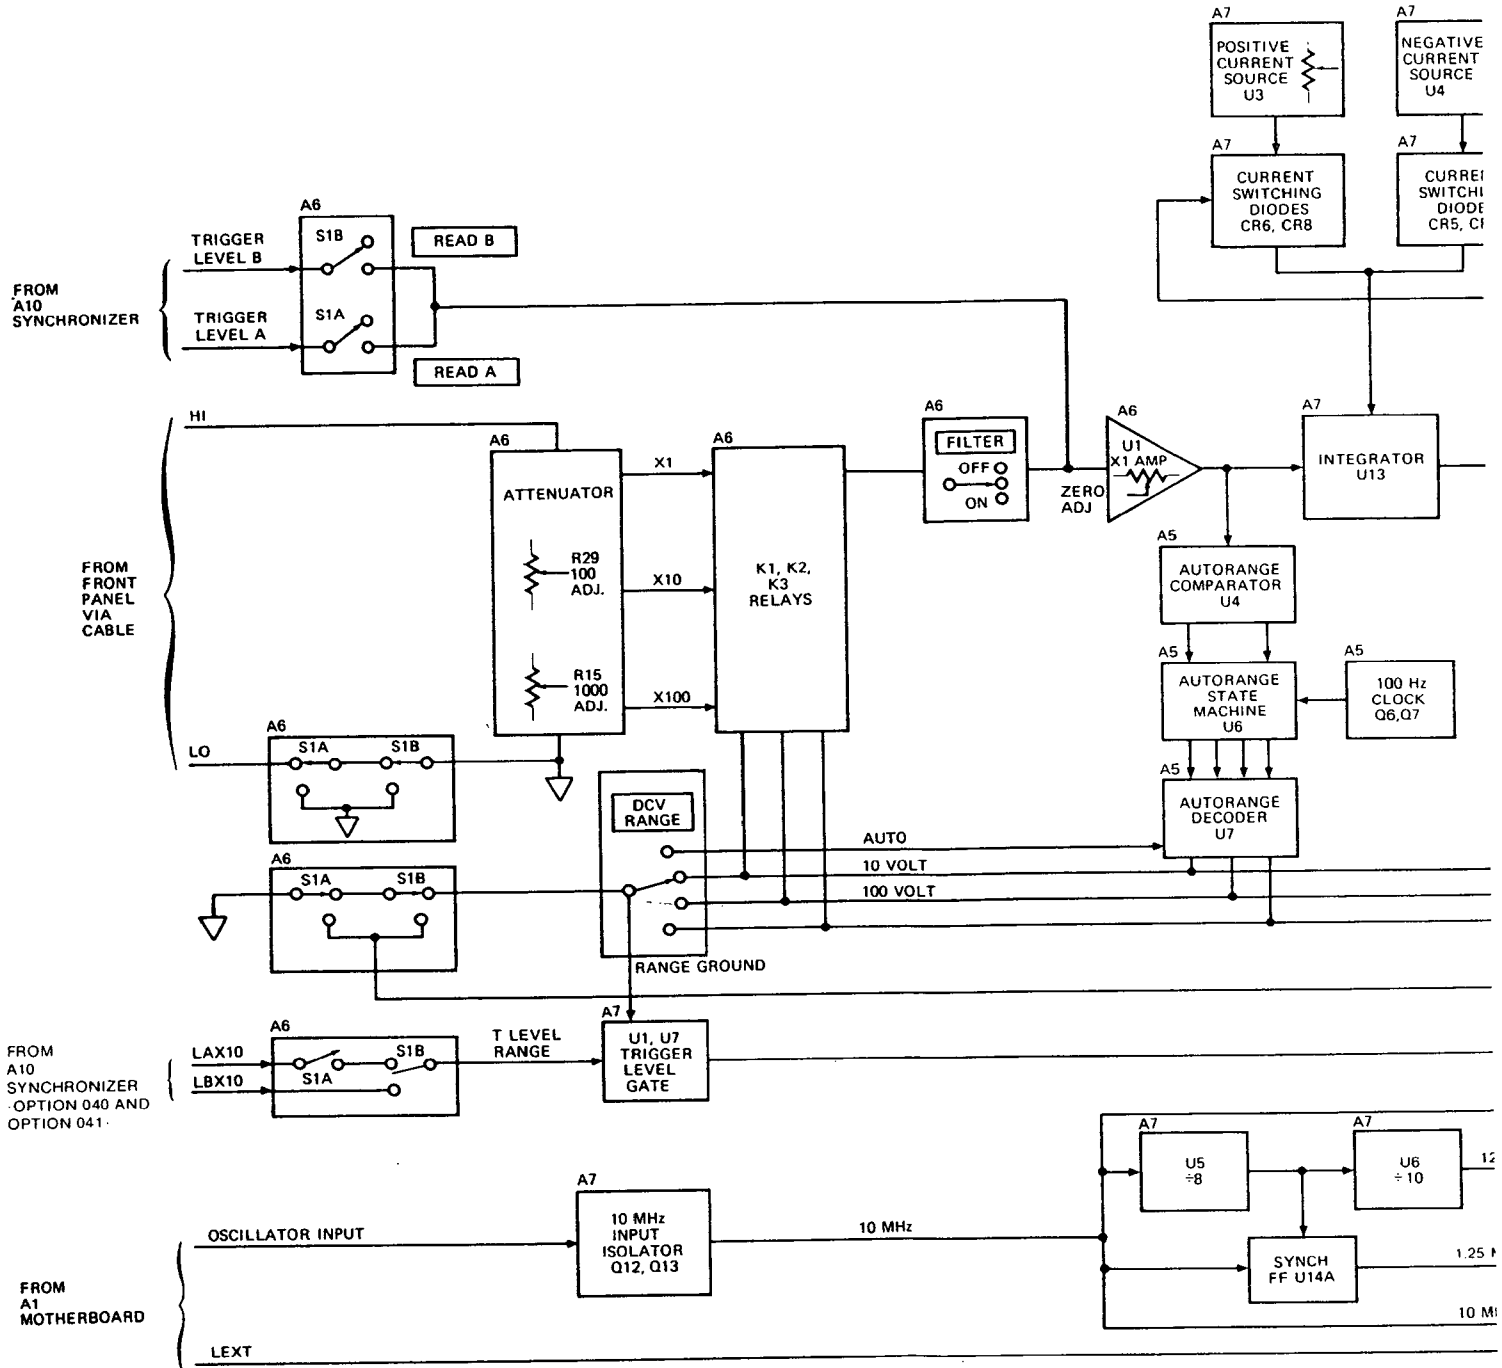 A7
POSITIVE
CURRENT
SOURCE
U3
A7
NEGATIVE
CURRENT
SOURCE
U4
A7
CURRENT
SWITCHING
DIODES
CR6, CR8
A7
DIODE
CR5,
A6
S1B
S1A
READ B
READ A
TRIGGER
LEVEL B
TRIGGER
LEVEL A
FROM
A10
SYNCHRONIZER
HI
LO
FROM
FRONT
PANEL
VIA
CABLE
A6
ATTENUATOR
R29
100
ADJ.
R15
1000
ADJ.
X1
X10
X100
A6
K1, K2,
K3
RELAYS
A6
FILTER
OFF
ON
A6
U1
X1 AMP
ZERO
ADJ
A7
INTEGRATOR
U13
A5
AUTORANGE
COMPARATOR
U4
A5
AUTORANGE
STATE
MACHINE
U6
A5
100 Hz
CLOCK
Q6,Q7
A5
AUTORANGE
DECODER
U7
A6
S1A S1B
A6
S1A S1B
DCV
RANGE
AUTO
10 VOLT
100 VOLT
RANGE GROUND
FROM
A10
SYNCHRONIZER
OPTION 040 AND
OPTION 041
LAX10
LBX10
A6
S1B
S1A
T LEVEL
RANGE
A7
U1, U7
TRIGGER
LEVEL
GATE
A7
U5
÷8
A7
U6
÷10
12
SYNCH
FF U14A
1.25
10
FROM
A1
MOTHERBOARD
OSCILLATOR INPUT
A7
10 MHz
INPUT
ISOLATOR
Q12, Q13
10 MHz
LEXT